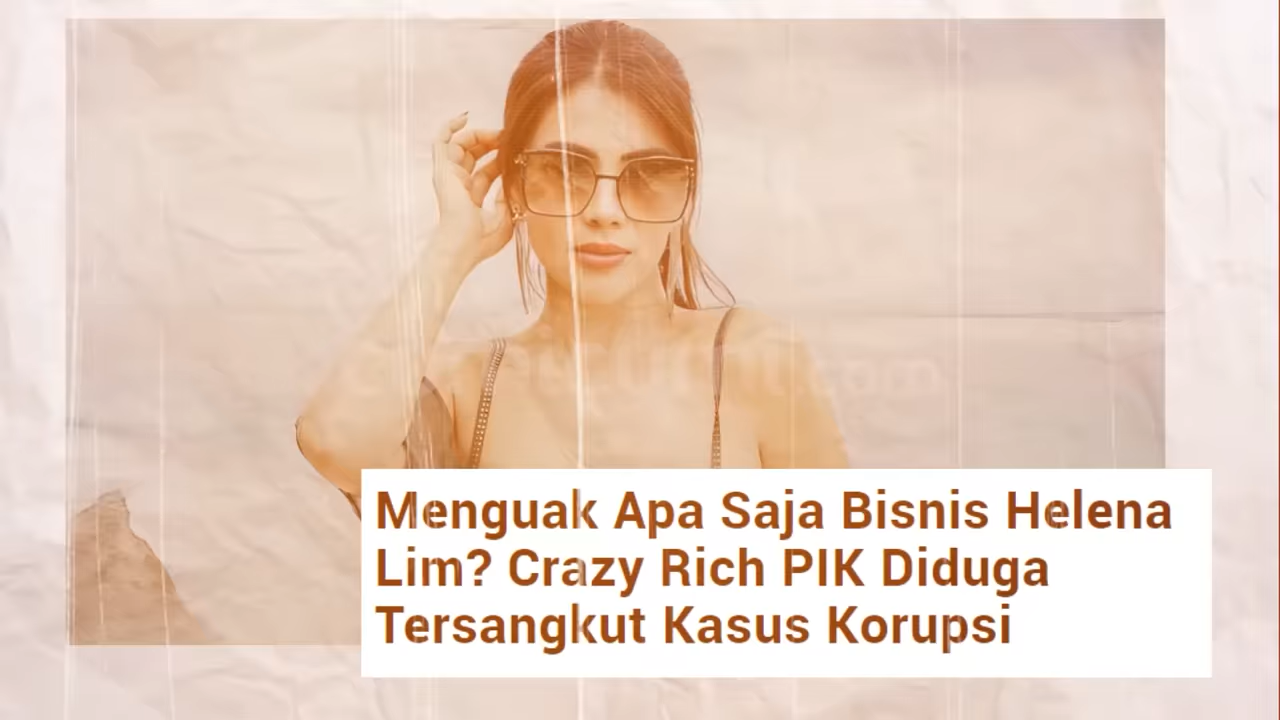 Menguak Apa Saja Bisnis Helena
Lim? Crazy Rich PIK Diduga
Tersangkut Kasus Korupsi